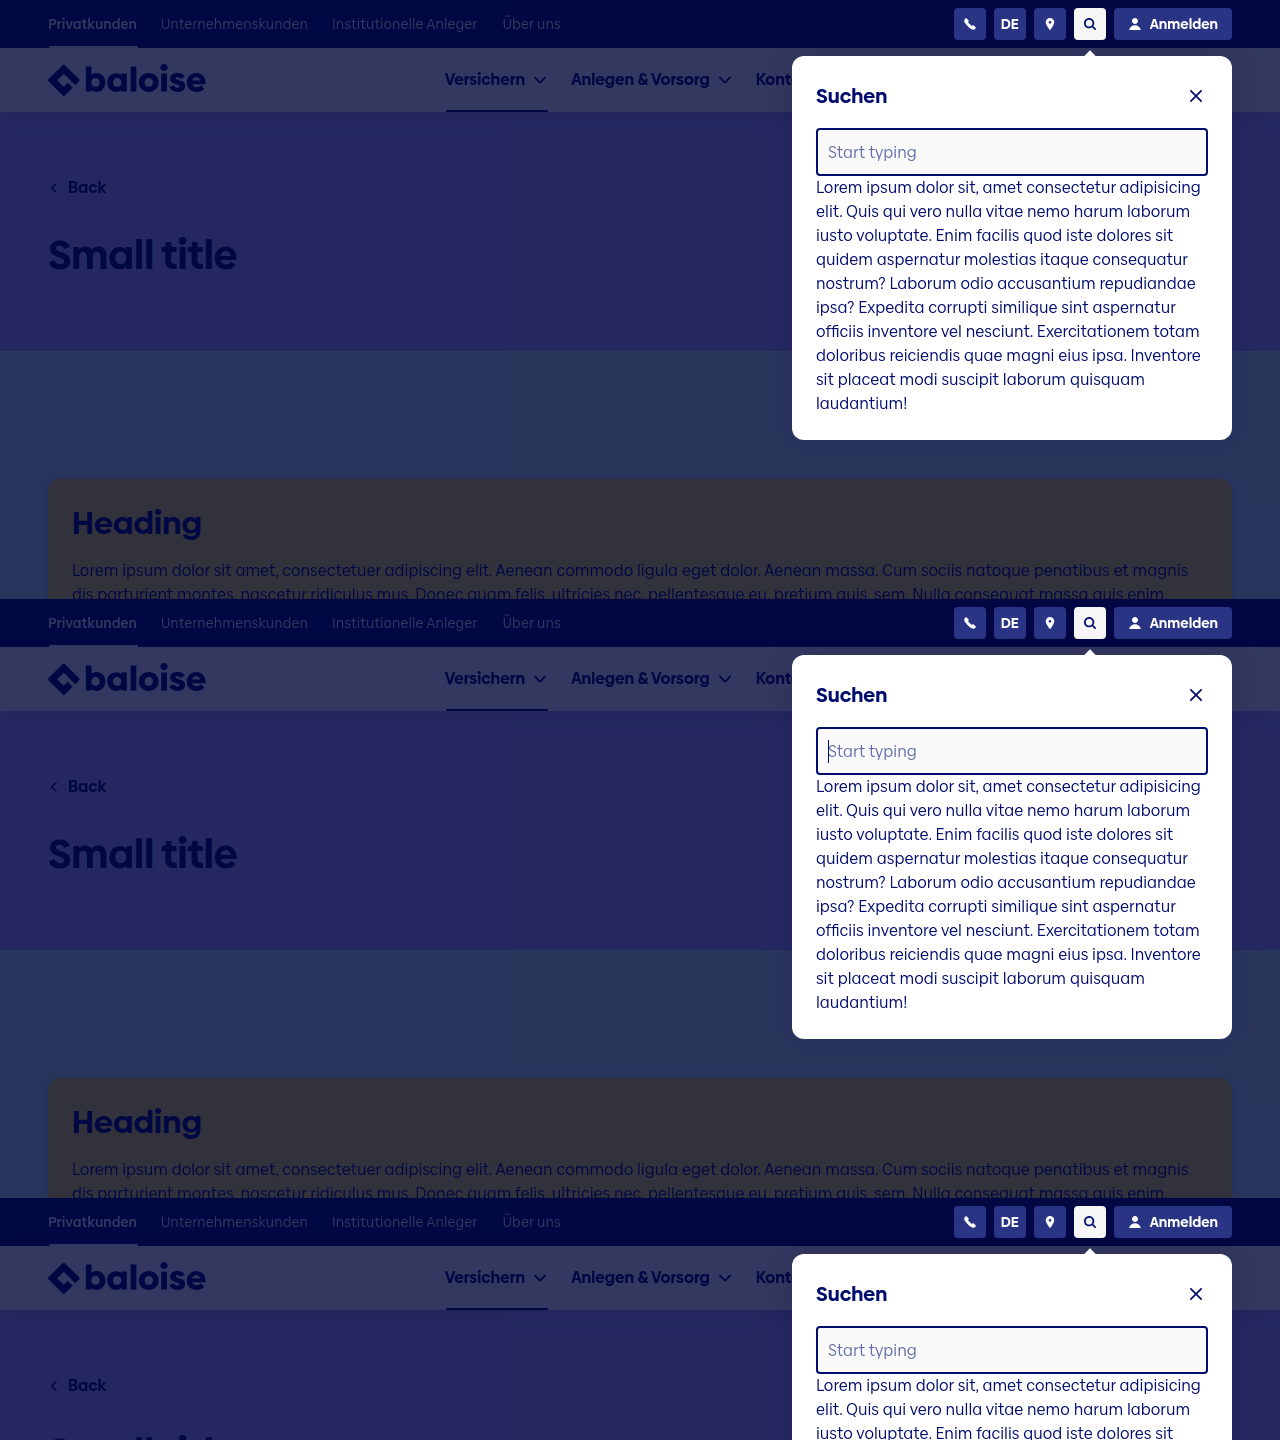 Privatkunden Unternehmenskunden Institutionelle Anleger Über uns DE Anmelden
baloise Versichern Anlegen & Vorsorg
Suchen
Start typing
Lorem ipsum dolor sit, amet consectetur adipisicing
elit. Quis qui vero nulla vitae nemo harum laborum
iusto voluptate. Enim facilis quod iste dolores sit
quidem aspernatur molestias itaque consequatur
nostrum? Laborum odio accusantium repudiandae
ipsa? Expedita corrupti similique sint aspernatur
officiis inventore vel nesciunt. Exercitationem totam
doloribus reiciendis quae magni eius ipsa. Inventore
sit placeat modi suscipit laborum quisquam
laudantium!
Back
Small title
Heading
Lorem ipsum dolor sit amet, consectetuer adipiscing elit. Aenean commodo ligula eget dolor. Aenean massa. Cum sociis natoque penatibus et magnis
dis parturient montes, nascetur ridiculus mus. Donec quam felis, ultricies nec, pellentesque eu, pretium quis, sem. Nulla consequat massa quis enim.
Privatkunden Unternehmenskunden Institutionelle Anleger Über uns DE Anmelden
baloise Versichern Anlegen & Vorsorg
Suchen
Start typing
Lorem ipsum dolor sit, amet consectetur adipisicing
elit. Quis qui vero nulla vitae nemo harum laborum
iusto voluptate. Enim facilis quod iste dolores sit
quidem aspernatur molestias itaque consequatur
nostrum? Laborum odio accusantium repudiandae
ipsa? Expedita corrupti similique sint aspernatur
officiis inventore vel nesciunt. Exercitationem totam
doloribus reiciendis quae magni eius ipsa. Inventore
sit placeat modi suscipit laborum quisquam
laudantium!
Back
Small title
Heading
Lorem ipsum dolor sit amet, consectetuer adipiscing elit. Aenean commodo ligula eget dolor. Aenean massa. Cum sociis natoque penatibus et magnis
dis parturient montes, nascetur ridiculus mus. Donec quam felis, ultricies nec, pellentesque eu, pretium quis, sem. Nulla consequat massa quis enim.
Privatkunden Unternehmenskunden Institutionelle Anleger Über uns DE Anmelden
baloise Versichern Anlegen & Vorsorg
Suchen
Start typing
Lorem ipsum dolor sit, amet consectetur adipisicing
elit. Quis qui vero nulla vitae nemo harum laborum
iusto voluptate. Enim facilis quod iste dolores sit
Back